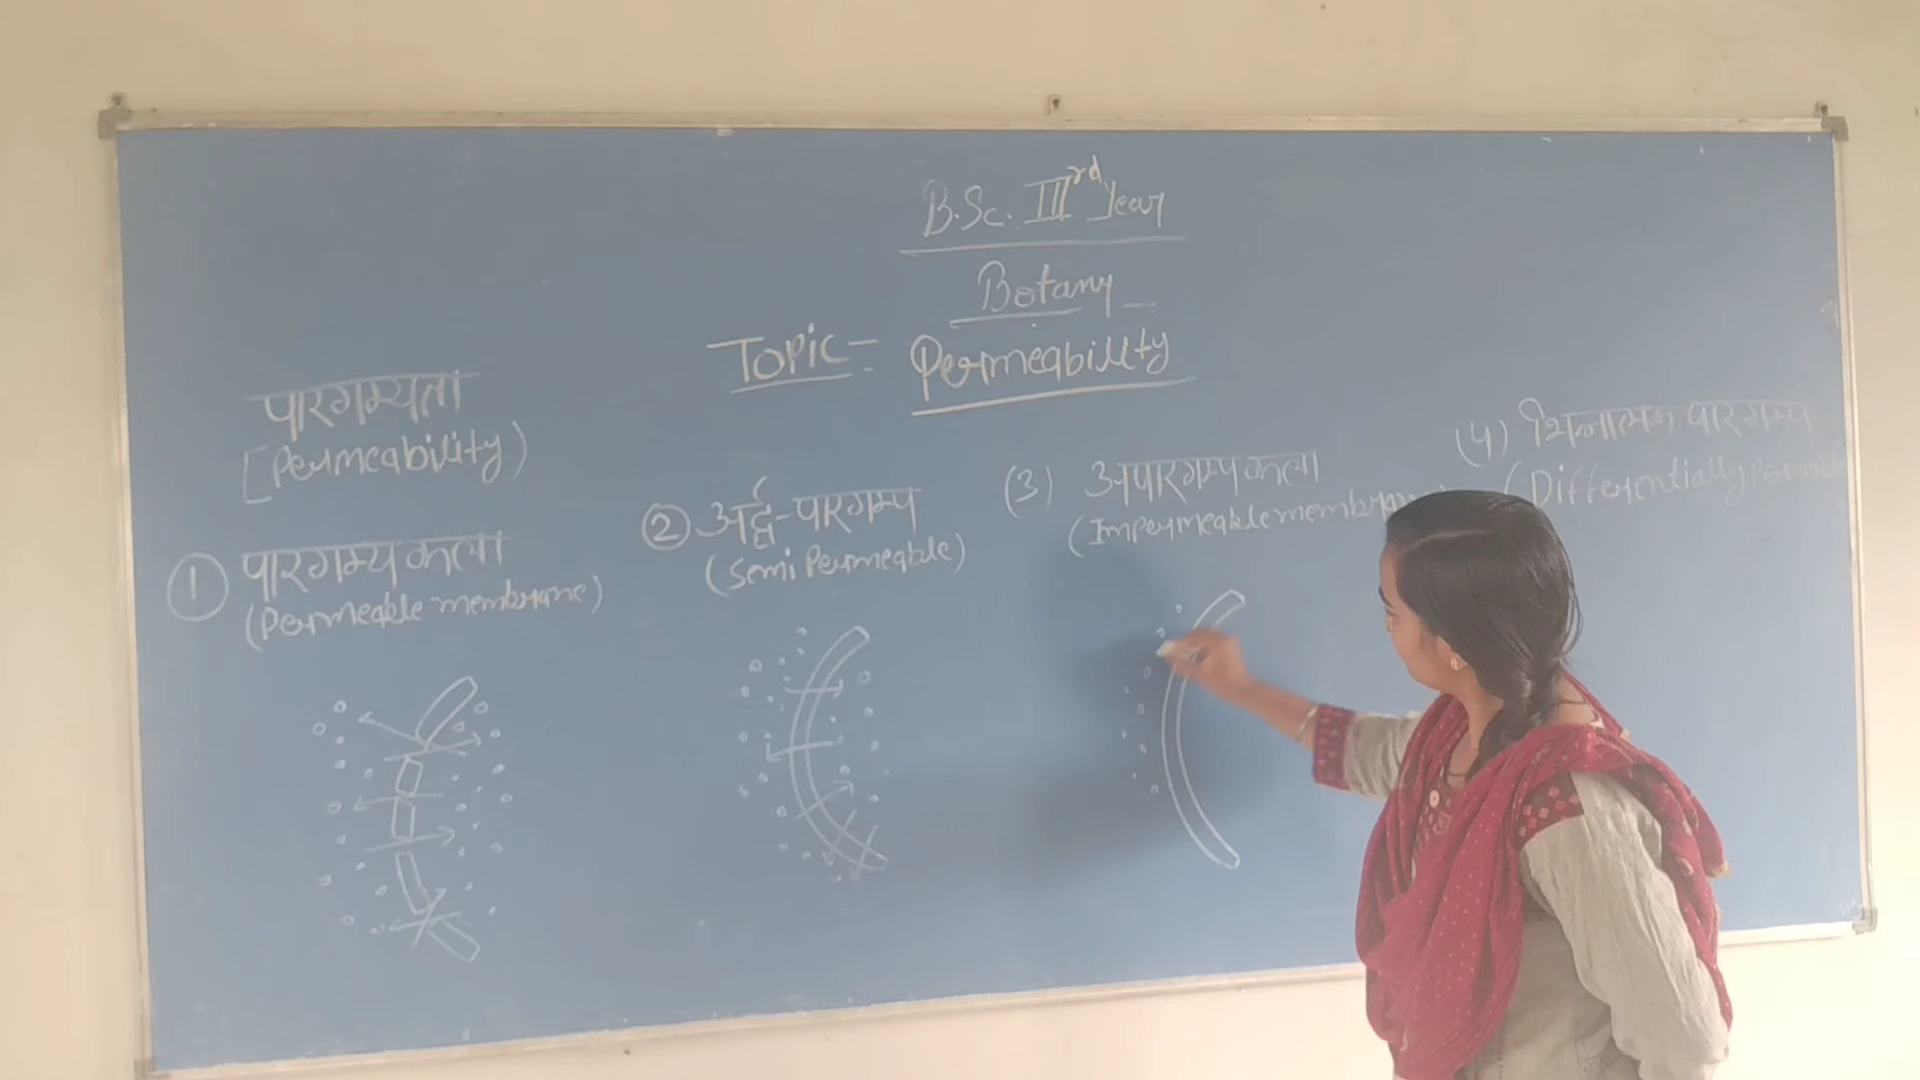 B.Sc. IIIrd Year
Botany
Topic = Permeability
पारगम्यता
[Permeability)
① पारगम्य कला
(Permeable membrane)
② अर्द्ध-पारगम्य
(Semi Permeable)
(3) अपारगम्य कला
(Impermeable membrane
(4) पारगम्य
(Differentially